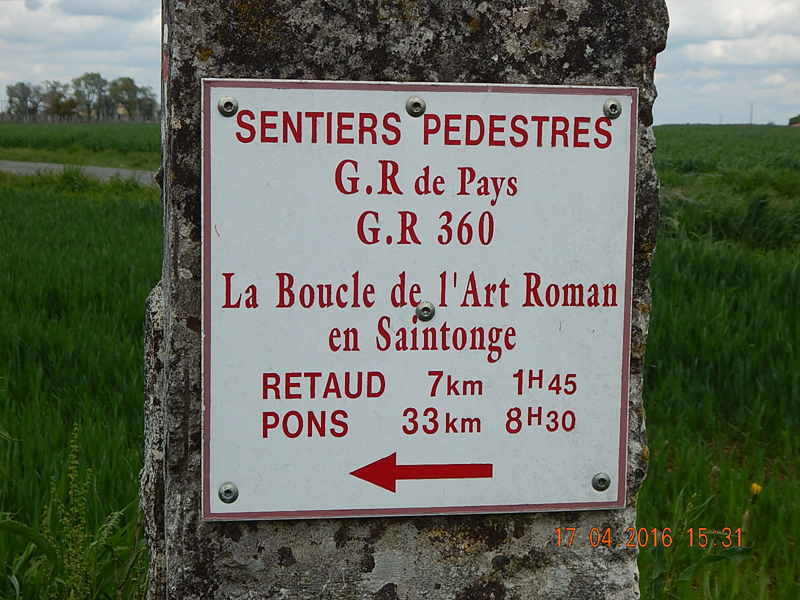 SENTIERS PEDESTRES
G.R de Pays
G.R 360
La Boucle de l'Art Roman
en Saintonge
RETAUD 7km 1H45
PONS 33km 8H30
17.04.2016 15:31